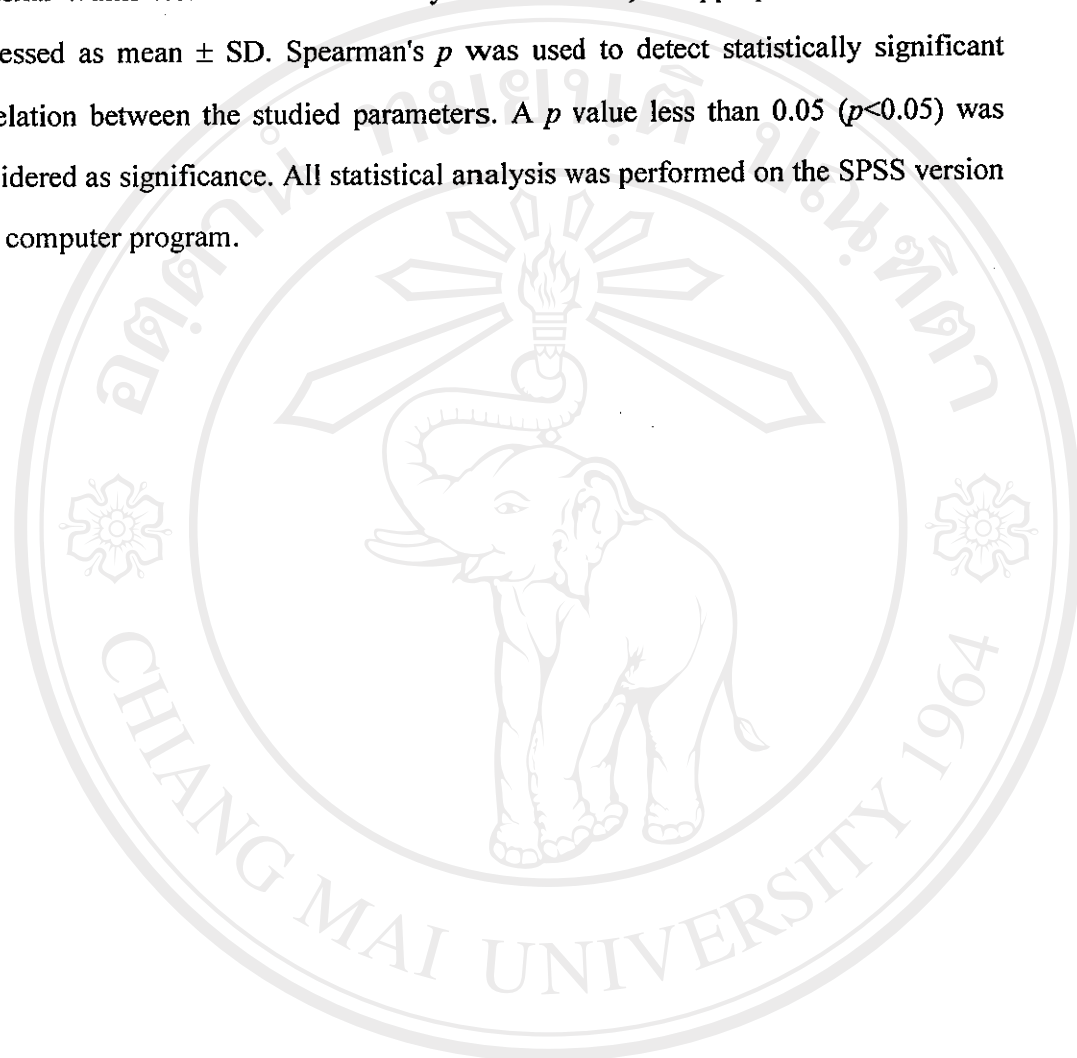 essed as mean ± SD. Spearman's p was used to detect statistically significant
elation between the studied parameters. A p value less than 0.05 (p<0.05) was
idered as significance. All statistical analysis was performed on the SPSS version
computer program.
CHIANG MAI UNIVERSITY 1964